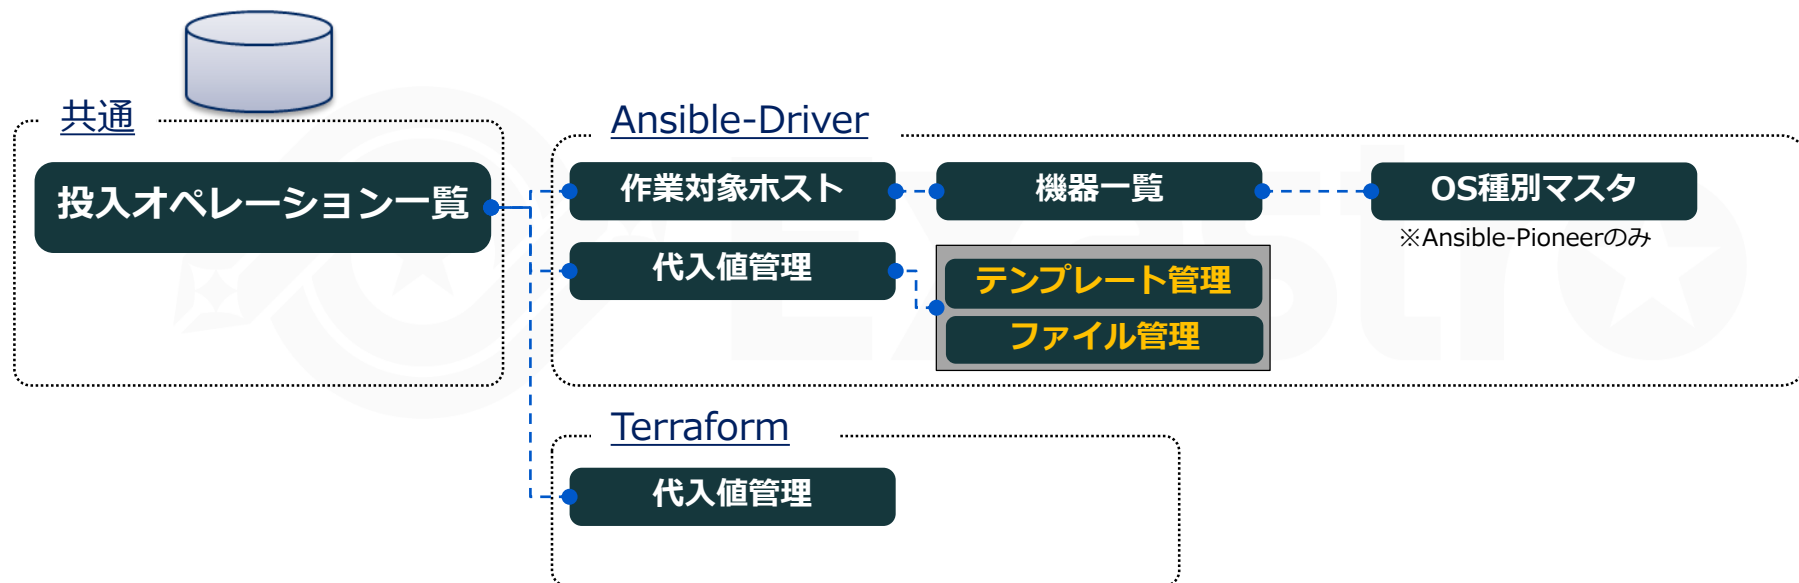 共通
投入オペレーション一覧
Ansible-Driver
作業対象ホスト
機器一覧
OS種別マスタ
※Ansible-Pioneerのみ
代入値管理
テンプレート管理
ファイル管理
Terraform
代入値管理
Exastro